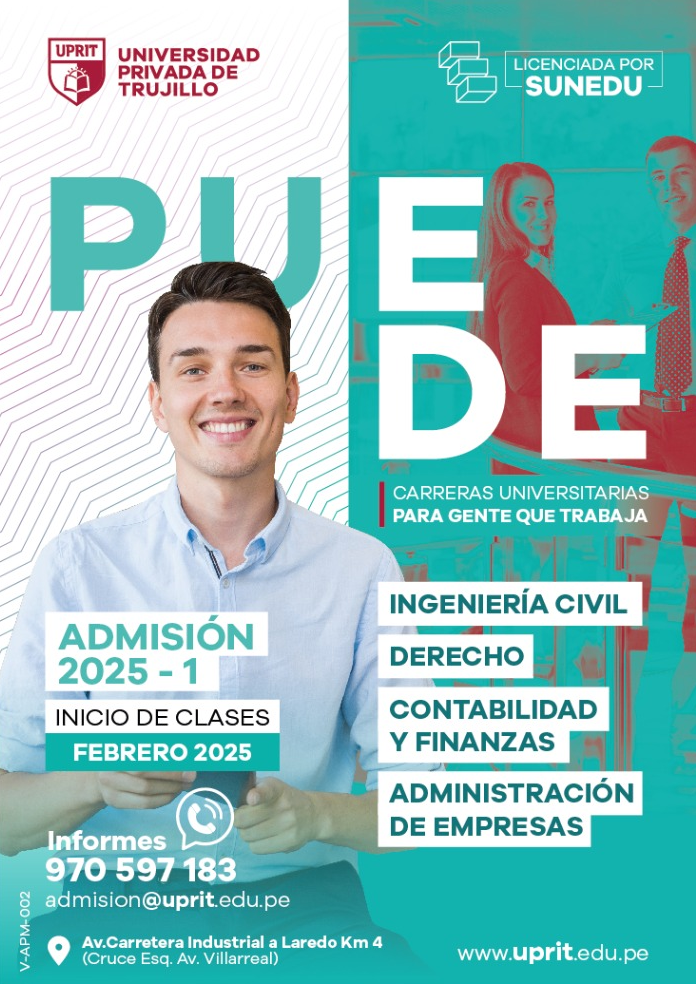 UPRIT
UNIVERSIDAD
PRIVADA DE
TRUJILLO
LICENCIADA POR
SUNEDU
PUE
DE
CARRERAS UNIVERSITARIAS
PARA GENTE QUE TRABAJA
INGENIERÍA CIVIL
DERECHO
CONTABILIDAD
Y FINANZAS
ADMINISTRACIÓN
DE EMPRESAS
ADMISIÓN
2025 - 1
INICIO DE CLASES
FEBRERO 2025
Informes
970 597 183
admision@uprit.edu.pe
V-APM-002
Av.Carretera Industrial a Laredo Km 4
(Cruce Esq. Av. Villarreal)
www.uprit.edu.pe